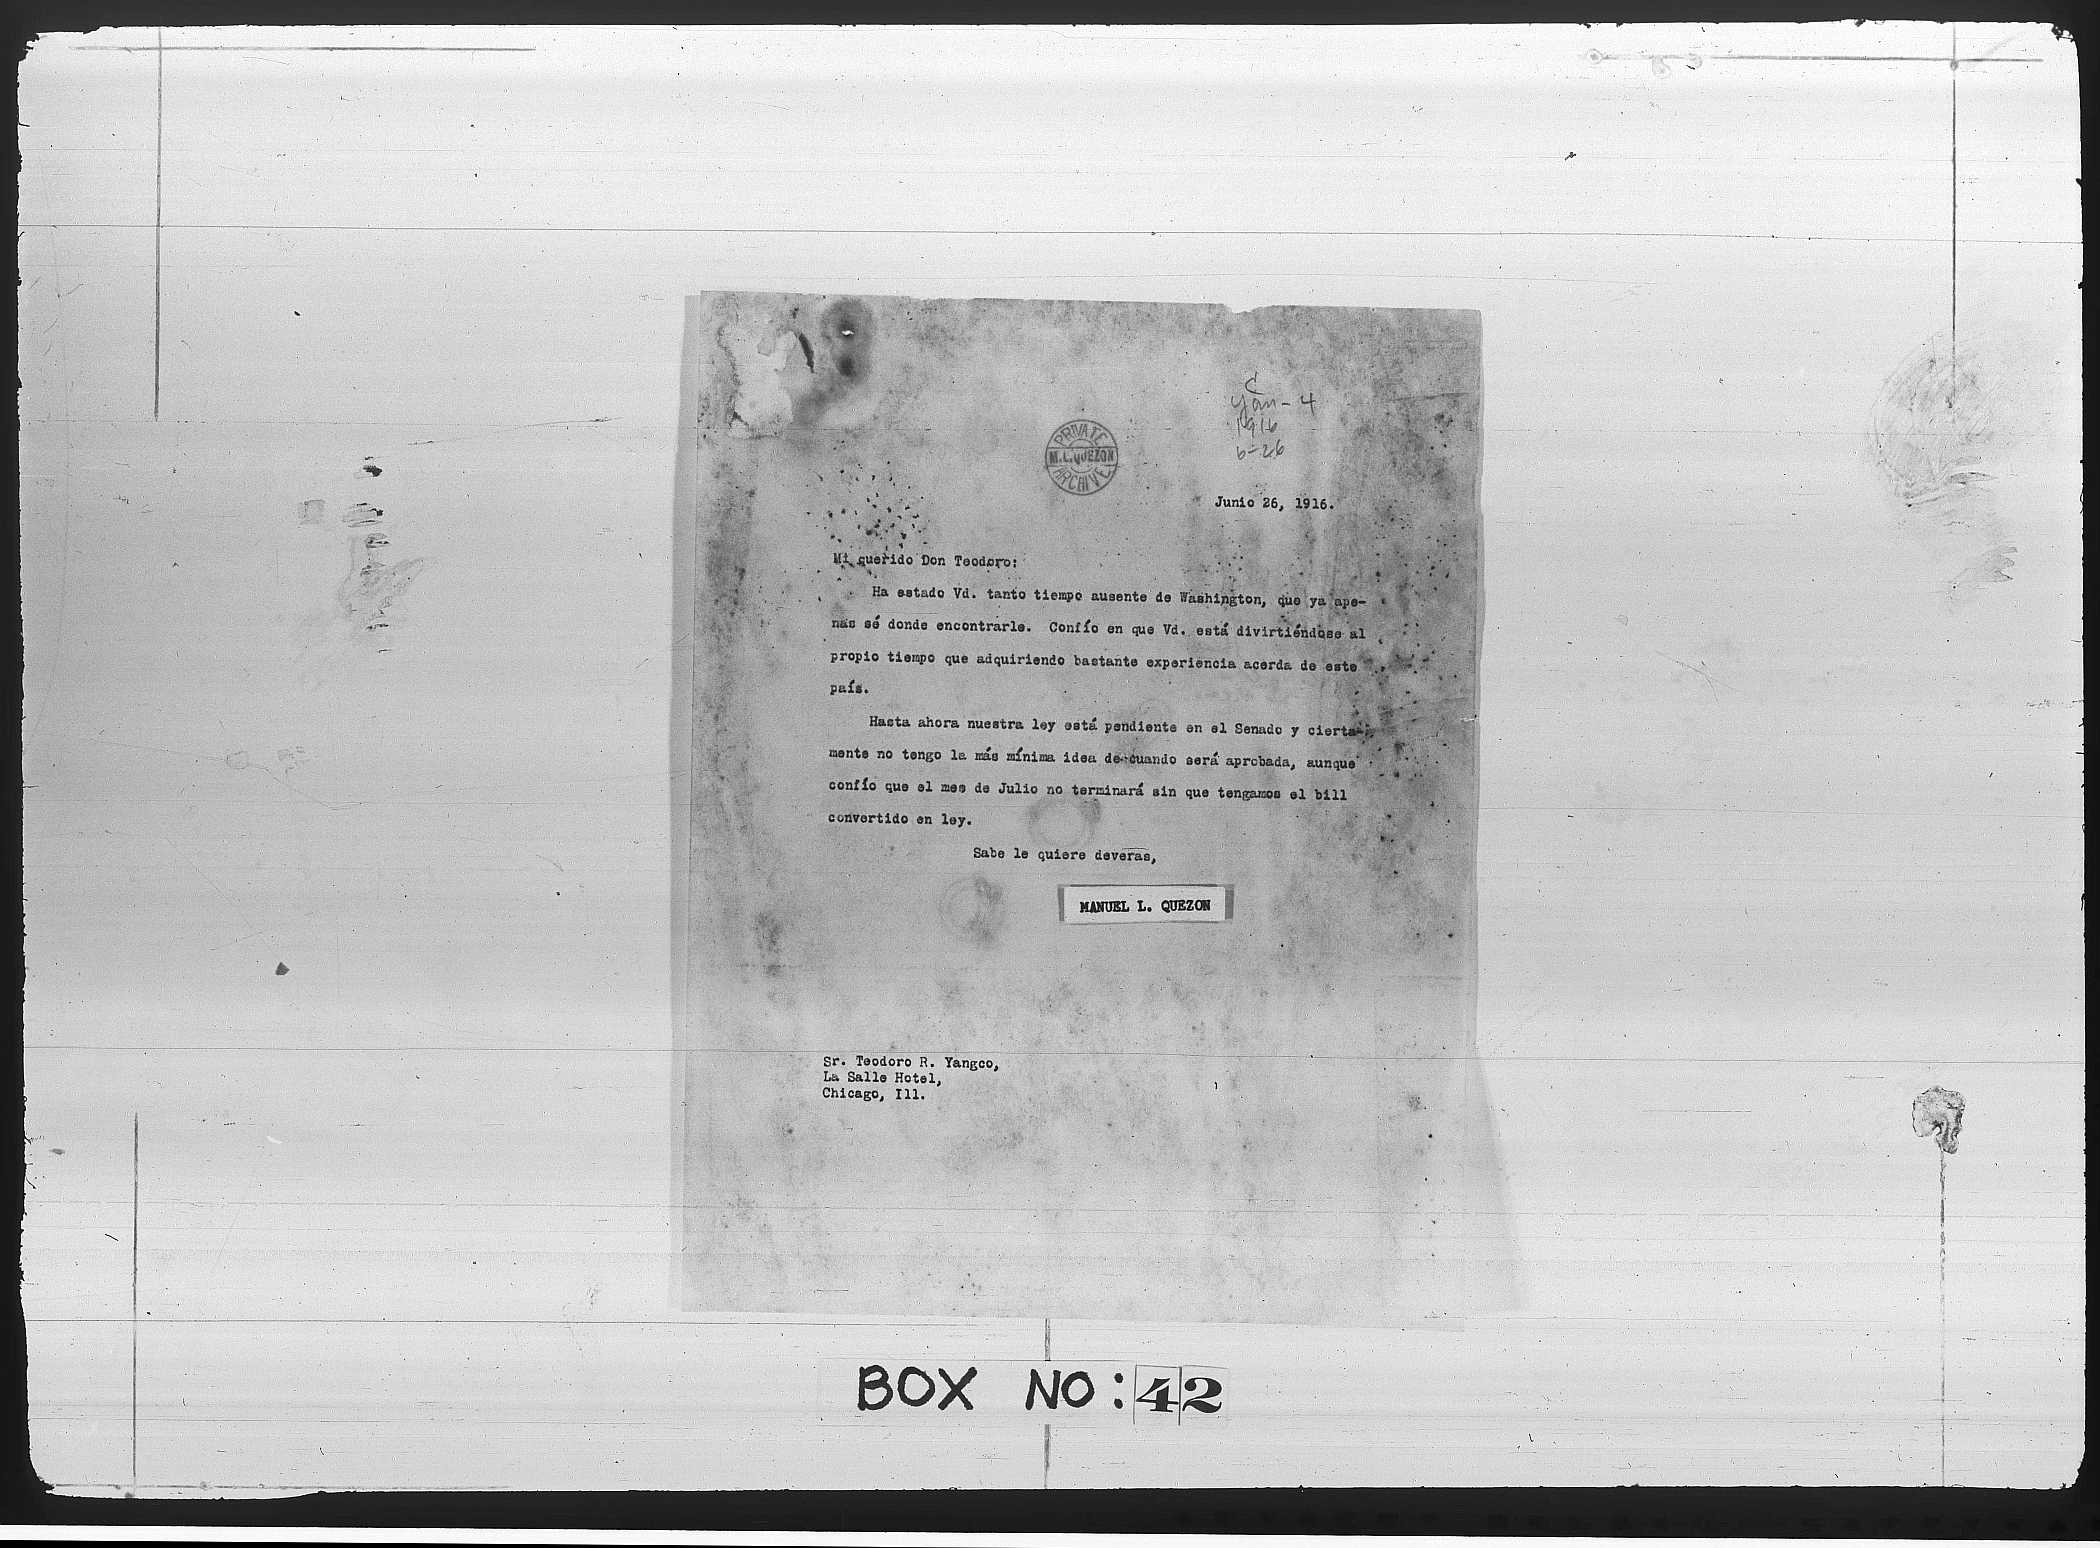 C
Yan-4
1916
6-26
PRIVATE
M.L.QUEZON
ARCHIVE
Junio 26, 1916.
Mi querido Don Teodoro:
Ha estado Vd. tanto tiempo ausente de Washington, que ya ape-
nas sé donde encontrarle. Confío en que Vd. está divirtiéndose al
propio tiempo que adquiriendo bastante experiencia acerda de este
país.
Hasta ahora nuestra ley está pendiente en el Senado y cierta-
mente no tengo la más mínima idea de cuando será aprobada, aunque
confío que el mes de Julio no terminará sin que tengamos el bill
convertido en ley.
Sabe le quiere deveras,
MANUEL L. QUEZON
Sr. Teodoro R. Yangco,
La Salle Hotel,
Chicago, Ill.
BOX NO: 42